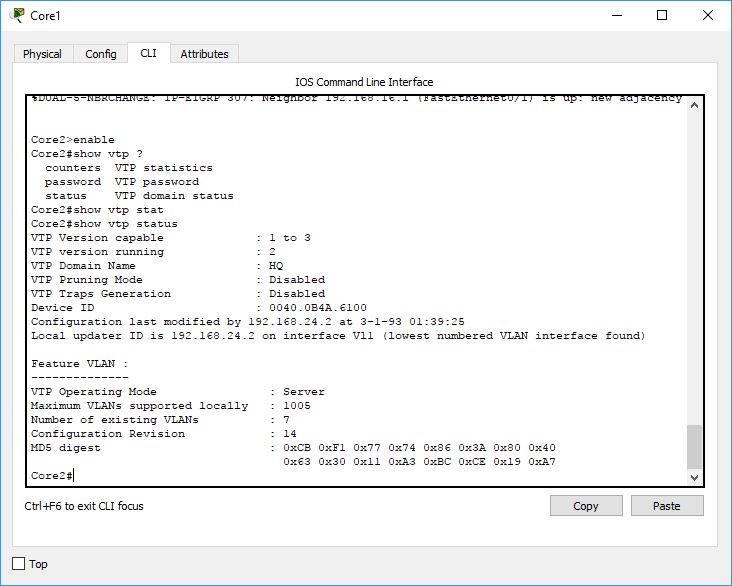 Core1
Physical Config CLI Attributes
IOS Command Line Interface
%DUAL-5-NBRCHANGE: IP-EIGRP 307: Neighbor 192.168.16.1 (FastEthernet0/1) is up: new adjacency
Core2>enable
Core2#show vtp ?
counters VTP statistics
password VTP password
status VTP domain status
Core2#show vtp stat
Core2#show vtp status
VTP Version capable : 1 to 3
VTP version running : 2
VTP Domain Name : HQ
VTP Pruning Mode : Disabled
VTP Traps Generation : Disabled
Device ID : 0040.0B4A.6100
Configuration last modified by 192.168.24.2 at 3-1-93 01:39:25
Local updater ID is 192.168.24.2 on interface Vl1 (lowest numbered VLAN interface found)
Feature VLAN :
--------------
VTP Operating Mode : Server
Maximum VLANs supported locally : 1005
Number of existing VLANs : 7
Configuration Revision : 14
MD5 digest : 0xCB 0xF1 0x77 0x74 0x86 0x3A 0x80 0x40
0x63 0x30 0x11 0xA3 0xBC 0xCE 0x19 0xA7
Core2#
Ctrl+F6 to exit CLI focus
Copy Paste
Top